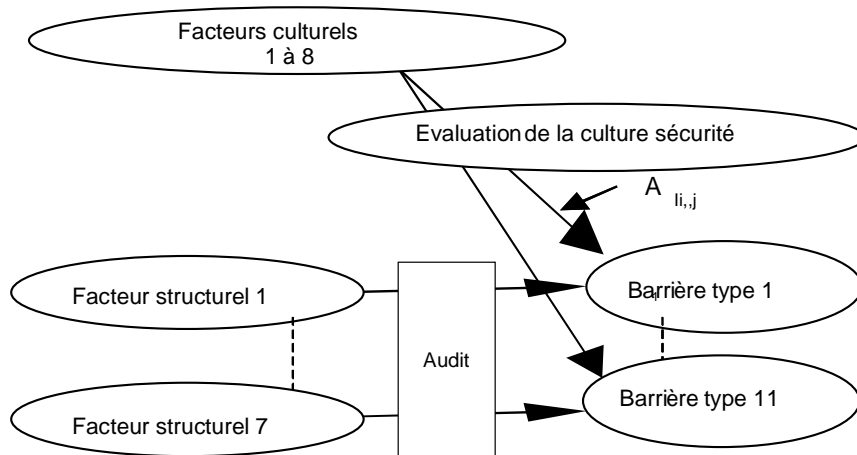 Facteurs culturels
1 à 8
Evaluation de la culture sécurité
A
Ii,,j
Facteur structurel 1
Barrière type 1
Audit
Facteur structurel 7
Barrière type 11